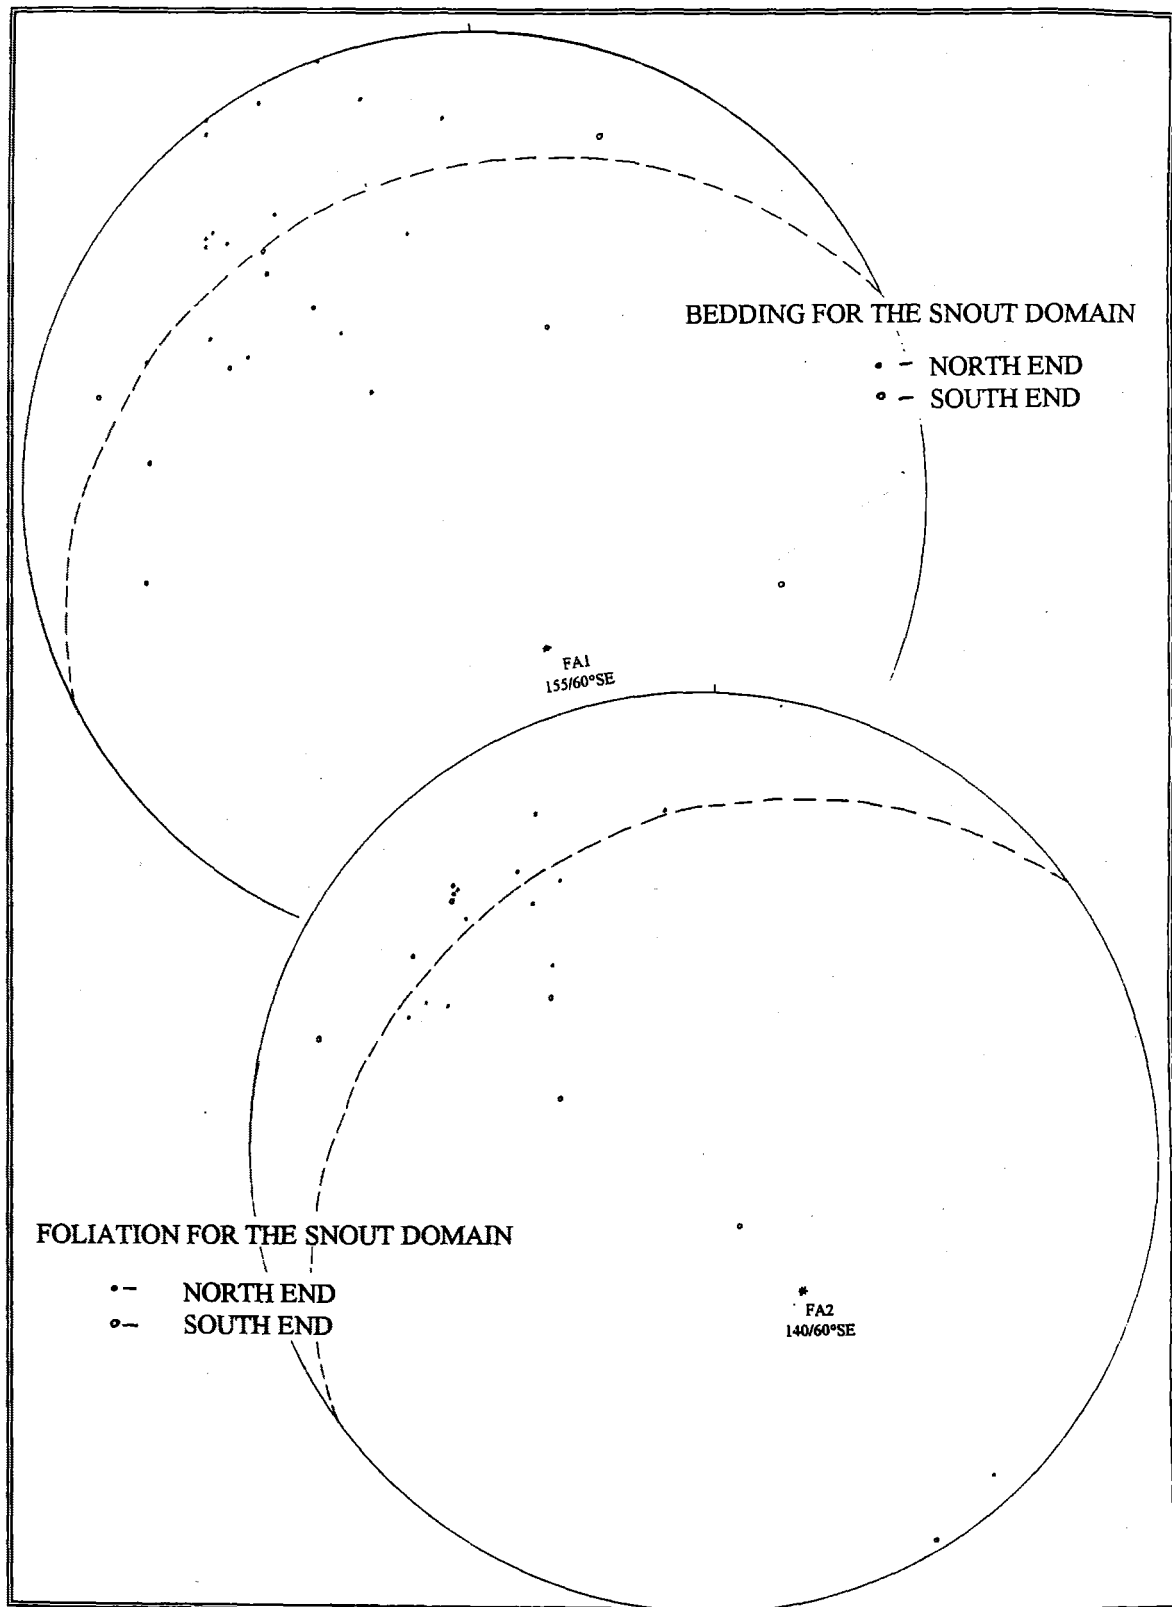 BEDDING FOR THE SNOUT DOMAIN
• – NORTH END
o – SOUTH END
FA1
155/60°SE
FOLIATION FOR THE SNOUT DOMAIN
•– NORTH END
o– SOUTH END
FA2
140/60°SE